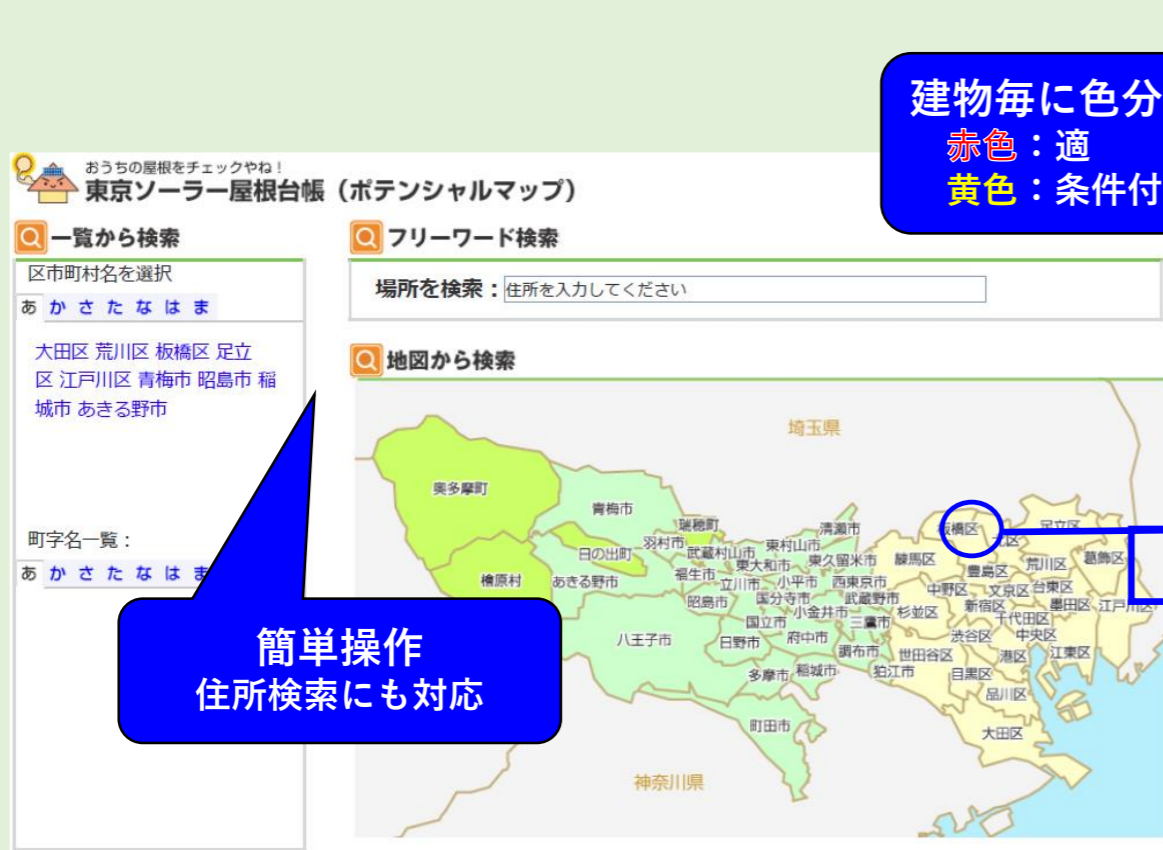 建物毎に色分
赤色：適
黄色：条件付
おうちの屋根をチェックやね！
東京ソーラー屋根台帳（ポテンシャルマップ）
一覧から検索
区市町村名を選択
あ か さ た な は ま
大田区 荒川区 板橋区 足立
区 江戸川区 青梅市 昭島市 稲
城市 あきる野市
町字名一覧：
あ か さ た な は ま
簡単操作
住所検索にも対応
フリーワード検索
場所を検索：住所を入力してください
地図から検索
埼玉県
奥多摩町
青梅市
瑞穂町
清瀬市
板橋区
足立区
羽村市
武蔵村山市
東村山市
東久留米市
練馬区
北区
荒川区
葛飾区
日の出町
東大和市
豊島区
檜原村
あきる野市
福生市
立川市
小平市
西東京市
中野区
文京区
台東区
昭島市
国分寺市
武蔵野市
新宿区
墨田区
江戸川区
小金井市
杉並区
千代田区
国立市
三鷹市
八王子市
日野市
府中市
渋谷区
中央区
調布市
世田谷区
港区
江東区
多摩市
稲城市
狛江市
目黒区
品川区
町田市
大田区
神奈川県